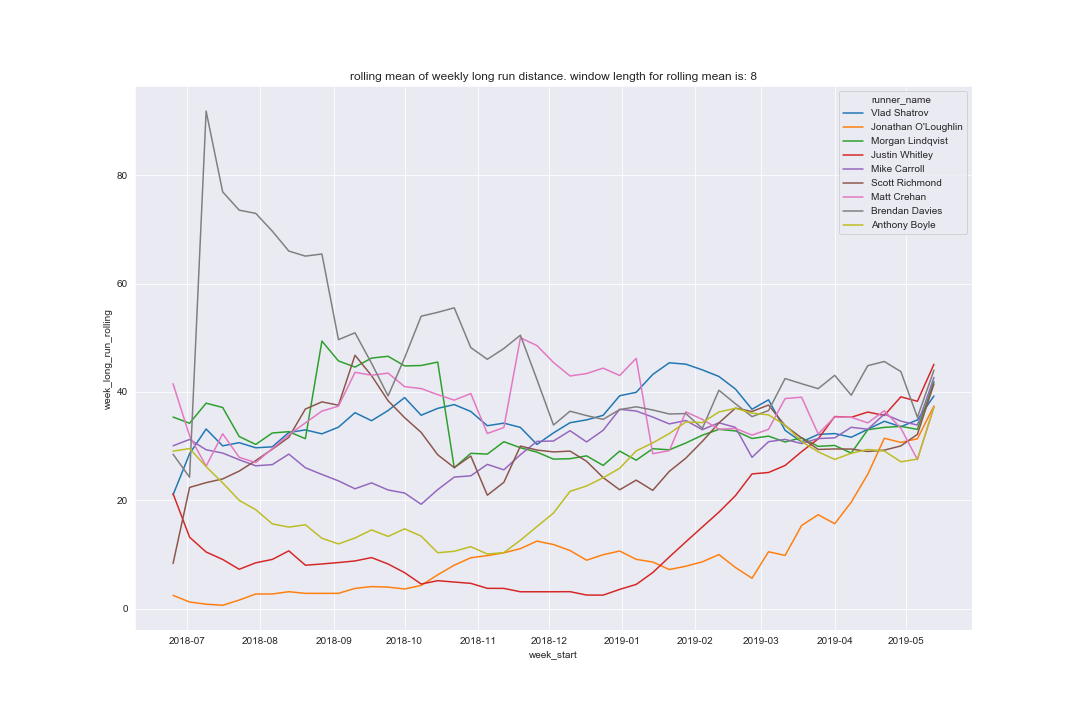 rolling mean of weekly long run distance. window length for rolling mean is: 8
runner_name
Vlad Shatrov
Jonathan O'Loughlin
Morgan Lindqvist
Justin Whitley
Mike Carroll
Scott Richmond
Matt Crehan
Brendan Davies
Anthony Boyle
week_long_run_rolling
80
60
40
20
0
2018-07 2018-08 2018-09 2018-10 2018-11 2018-12 2019-01 2019-02 2019-03 2019-04 2019-05
week_start